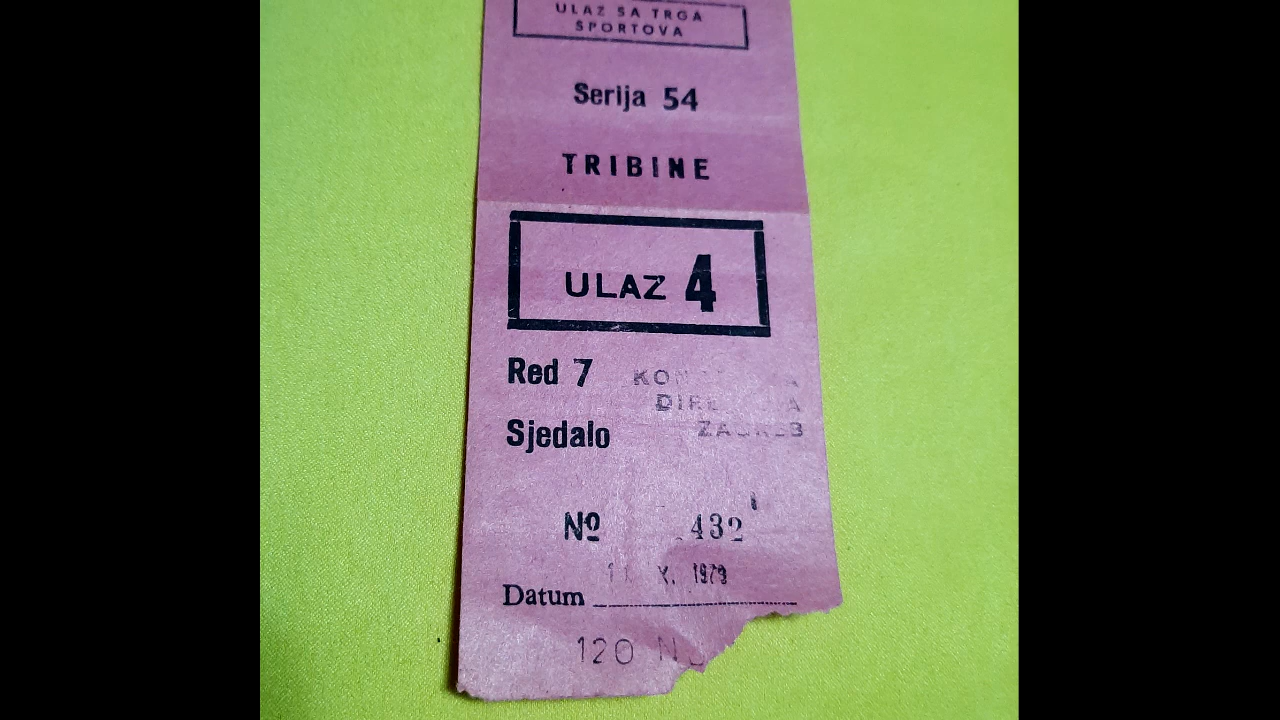 ULAZ SA TRGA
SPORTOVA
Serija 54
TRIBINE
ULAZ 4
Red 7
Sjedalo
ZAGREB
Nº 432
1979
Datum
120